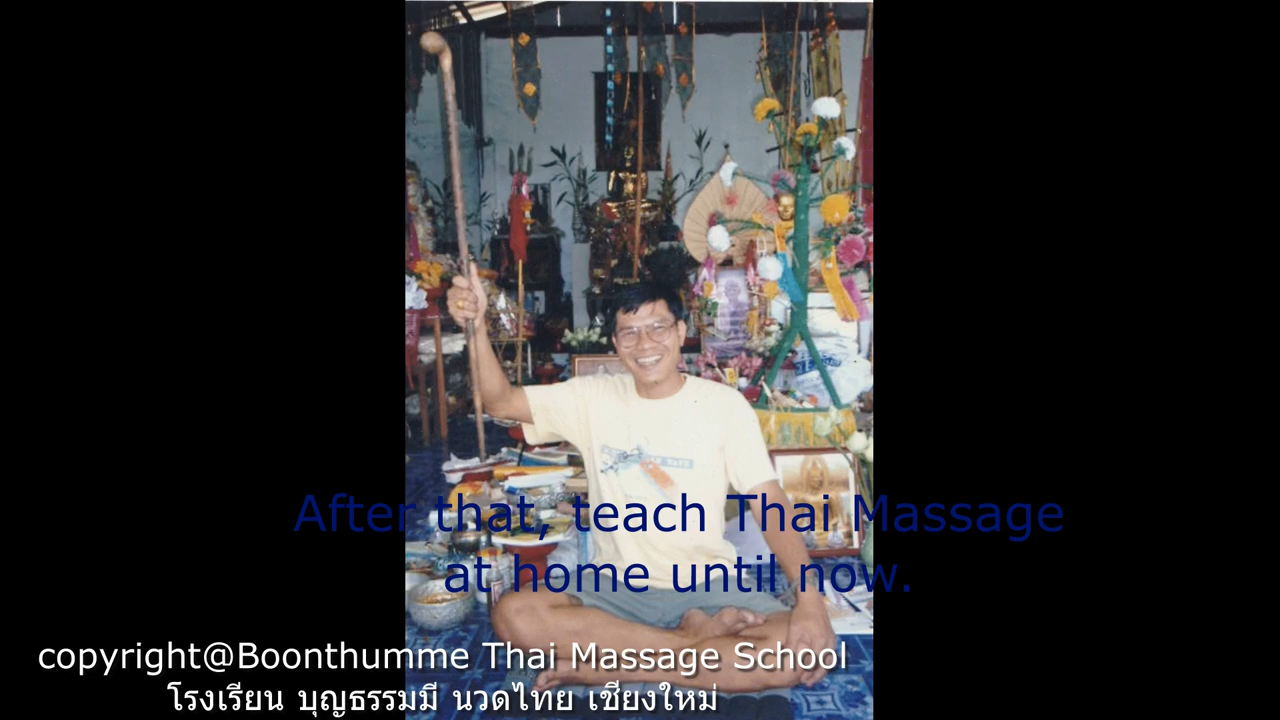 After that, teach Thai Massage
at home until now.
copyright@Boonthumme Thai Massage School
โรงเรียน บุญธรรมมี นวดไทย เชียงใหม่